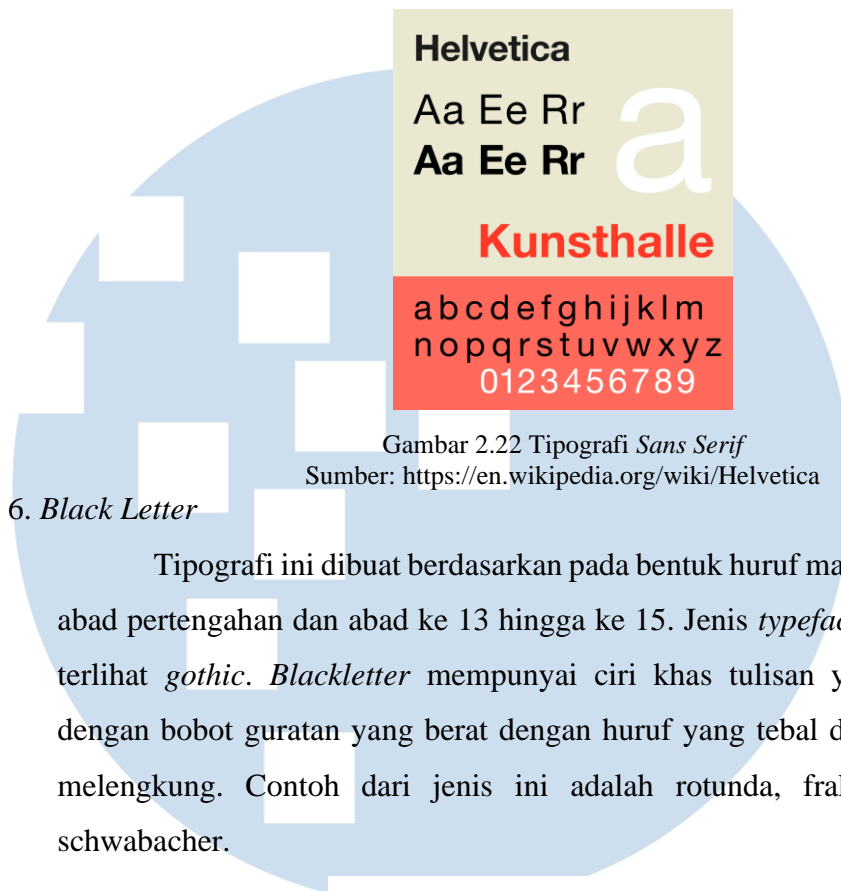 Helvetica
Aa Ee Rr
Aa Ee Rr
a
Kunsthalle
abcdefghijklm
nopqrstuvwxyz
0123456789
Gambar 2.22 Tipografi Sans Serif
Sumber: https://en.wikipedia.org/wiki/Helvetica
6. Black Letter
Tipografi ini dibuat berdasarkan pada bentuk huruf
abad pertengahan dan abad ke 13 hingga ke 15. Jenis
terlihat gothic. Blackletter mempunyai ciri khas tulisan
dengan bobot guratan yang berat dengan huruf yang tebal
melengkung. Contoh dari jenis ini adalah rotunda,
schwabacher.